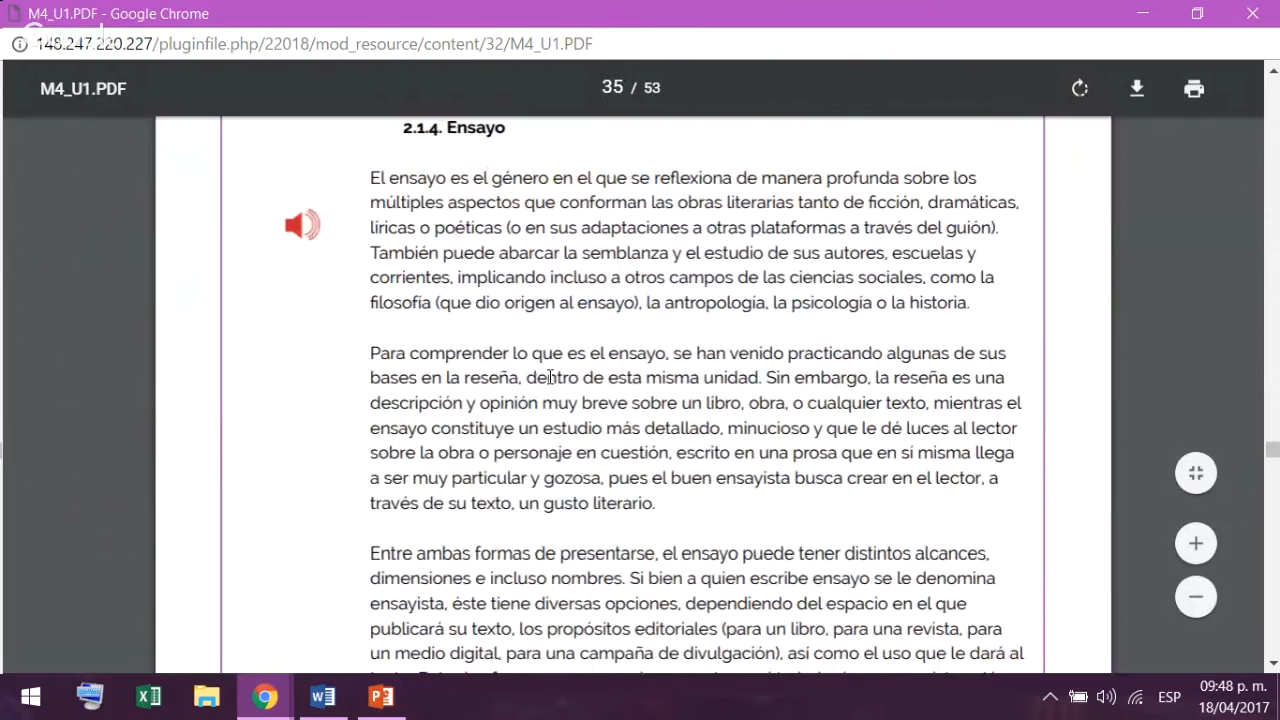 M4_U1.PDF - Google Chrome
148.247.220.227/pluginfile.php/22018/mod_resource/content/32/M4_U1.PDF
M4_U1.PDF
35 / 53
2.1.4. Ensayo
El ensayo es el género en el que se reflexiona de manera profunda sobre los
múltiples aspectos que conforman las obras literarias tanto de ficción, dramáticas,
líricas o poéticas (o en sus adaptaciones a otras plataformas a través del guión).
También puede abarcar la semblanza y el estudio de sus autores, escuelas y
corrientes, implicando incluso a otros campos de las ciencias sociales, como la
filosofía (que dio origen al ensayo), la antropología, la psicología o la historia.
Para comprender lo que es el ensayo, se han venido practicando algunas de sus
bases en la reseña, dentro de esta misma unidad. Sin embargo, la reseña es una
descripción y opinión muy breve sobre un libro, obra, o cualquier texto, mientras el
ensayo constituye un estudio más detallado, minucioso y que le dé luces al lector
sobre la obra o personaje en cuestión, escrito en una prosa que en sí misma llega
a ser muy particular y gozosa, pues el buen ensayista busca crear en el lector, a
través de su texto, un gusto literario.
Entre ambas formas de presentarse, el ensayo puede tener distintos alcances,
dimensiones e incluso nombres. Si bien a quien escribe ensayo se le denomina
ensayista, éste tiene diversas opciones, dependiendo del espacio en el que
publicará su texto, los propósitos editoriales (para un libro, para una revista, para
un medio digital, para una campaña de divulgación), así como el uso que le dará al
ESP
09:48 p. m.
18/04/2017